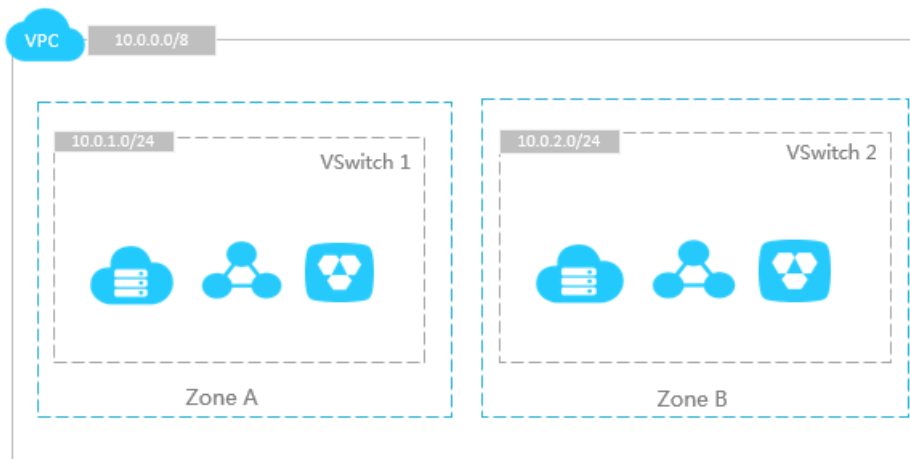 VPC
10.0.0.0/8
10.0.1.0/24
VSwitch 1
Zone A
10.0.2.0/24
VSwitch 2
Zone B